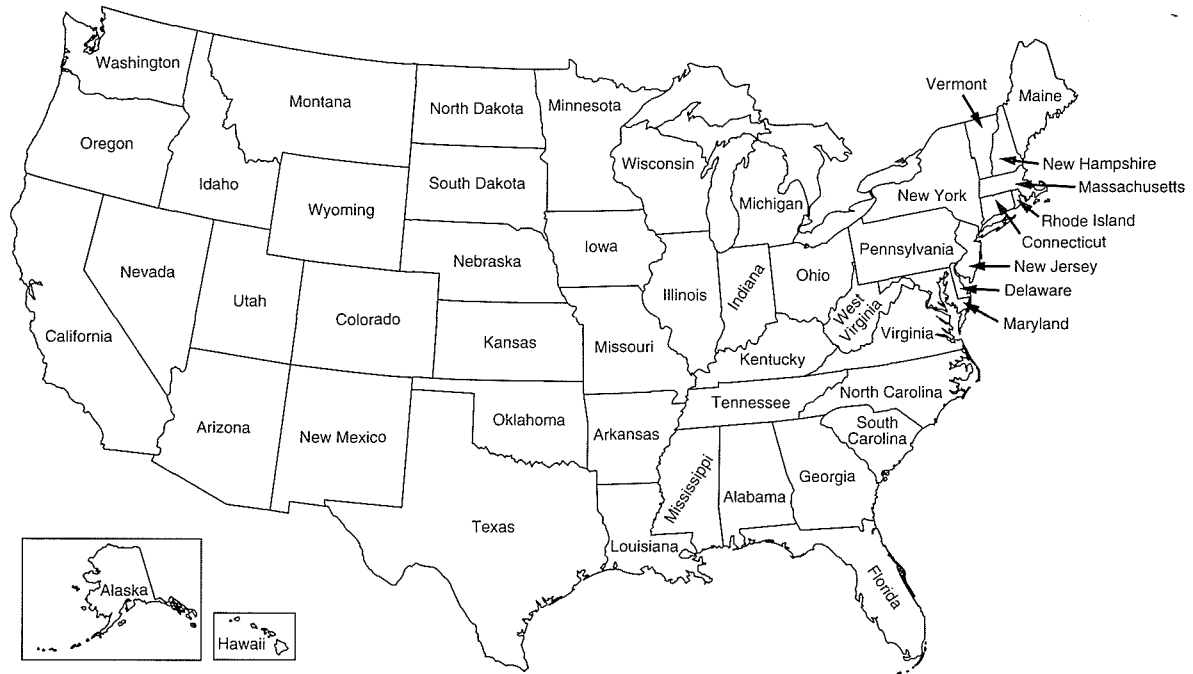 Washington
Montana
North Dakota
Minnesota
Vermont
Maine
Oregon
Idaho
Wyoming
South Dakota
Wisconsin
Michigan
New York
New Hampshire
Massachusetts
Rhode Island
Connecticut
Nevada
Utah
Colorado
Nebraska
Iowa
Illinois
Indiana
Ohio
Pennsylvania
New Jersey
Delaware
Maryland
California
Kansas
Missouri
Kentucky
West
Virginia
Virginia
Arizona
New Mexico
Oklahoma
Arkansas
Tennessee
North Carolina
South
Carolina
Texas
Louisiana
Mississippi
Alabama
Georgia
Florida
Alaska
Hawaii